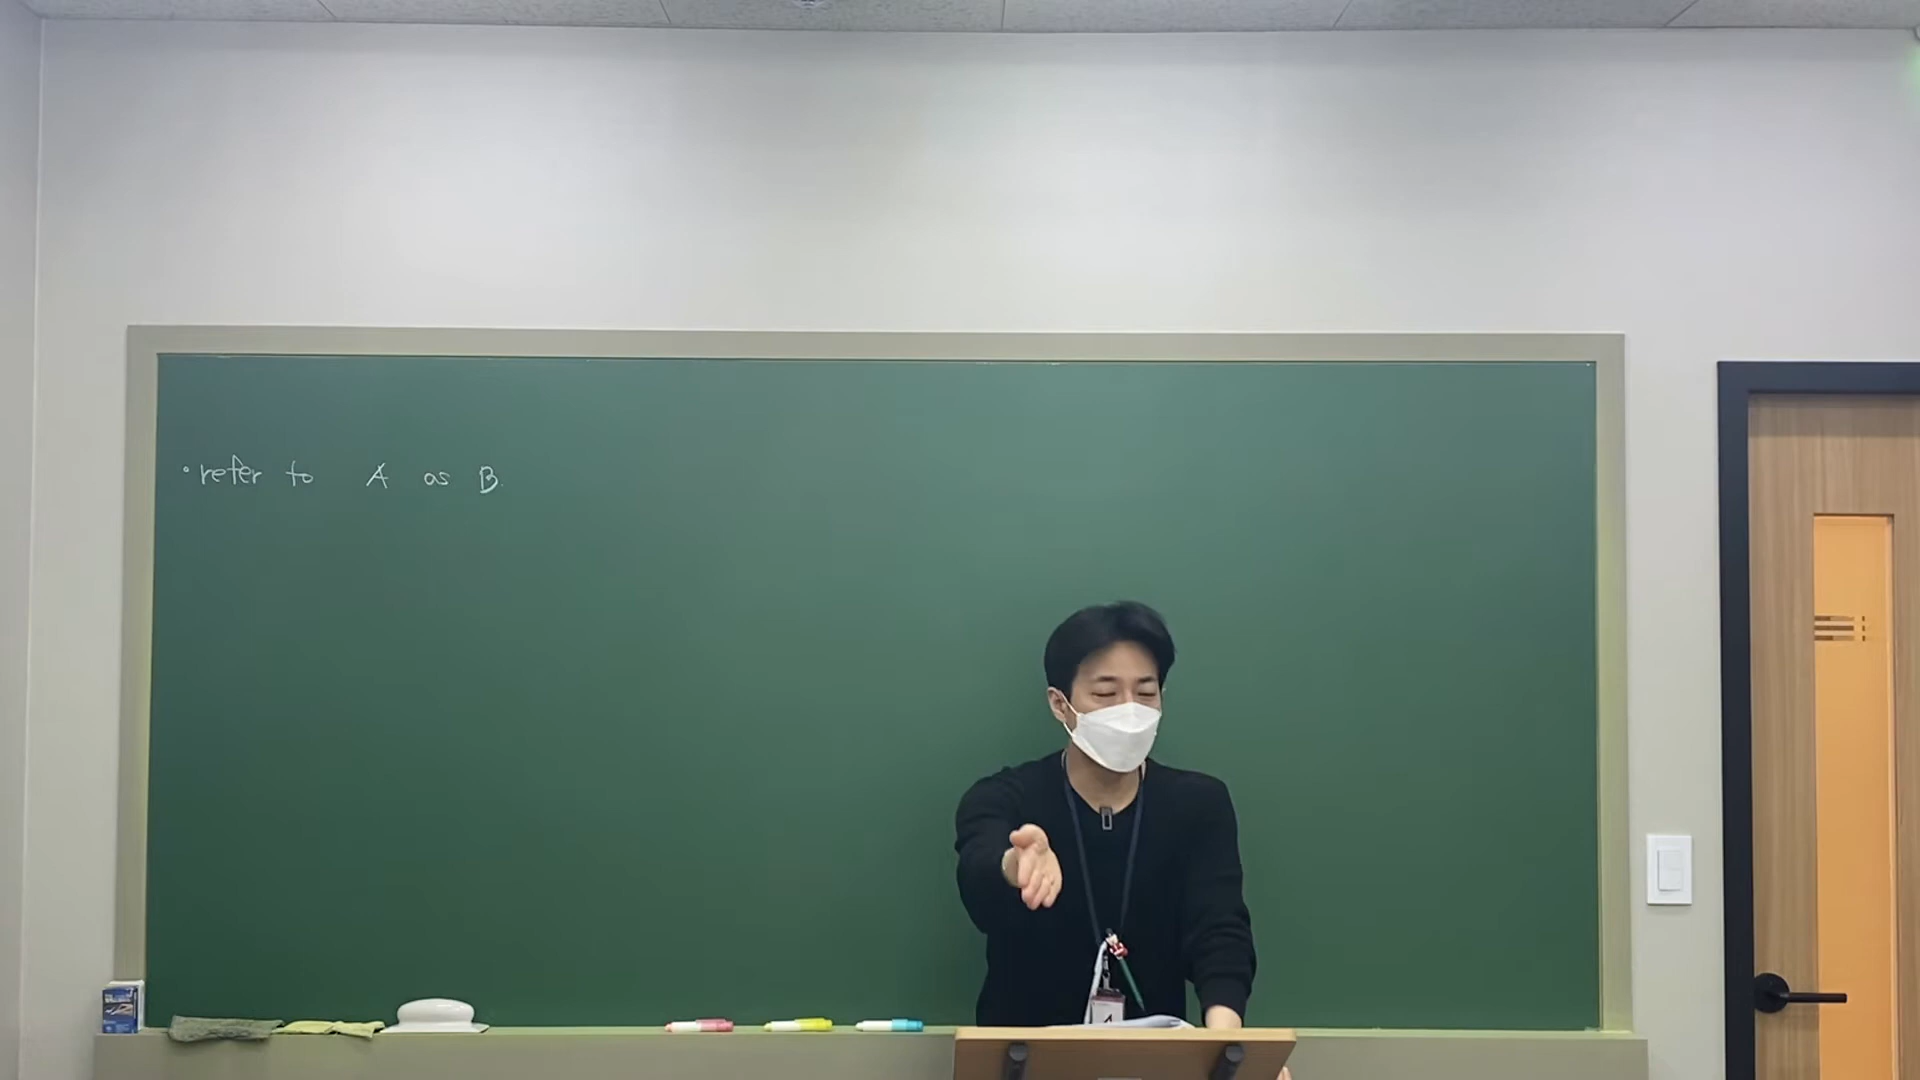 • refer to A as B.